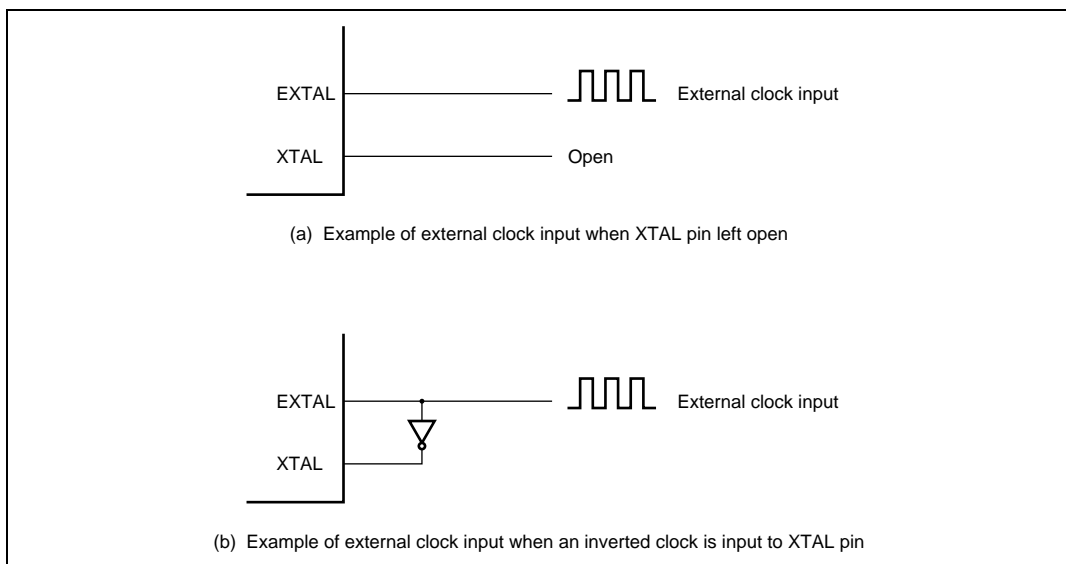 EXTAL
External clock input
XTAL
Open
(a) Example of external clock input when XTAL pin left open
EXTAL
External clock input
XTAL
(b) Example of external clock input when an inverted clock is input to XTAL pin